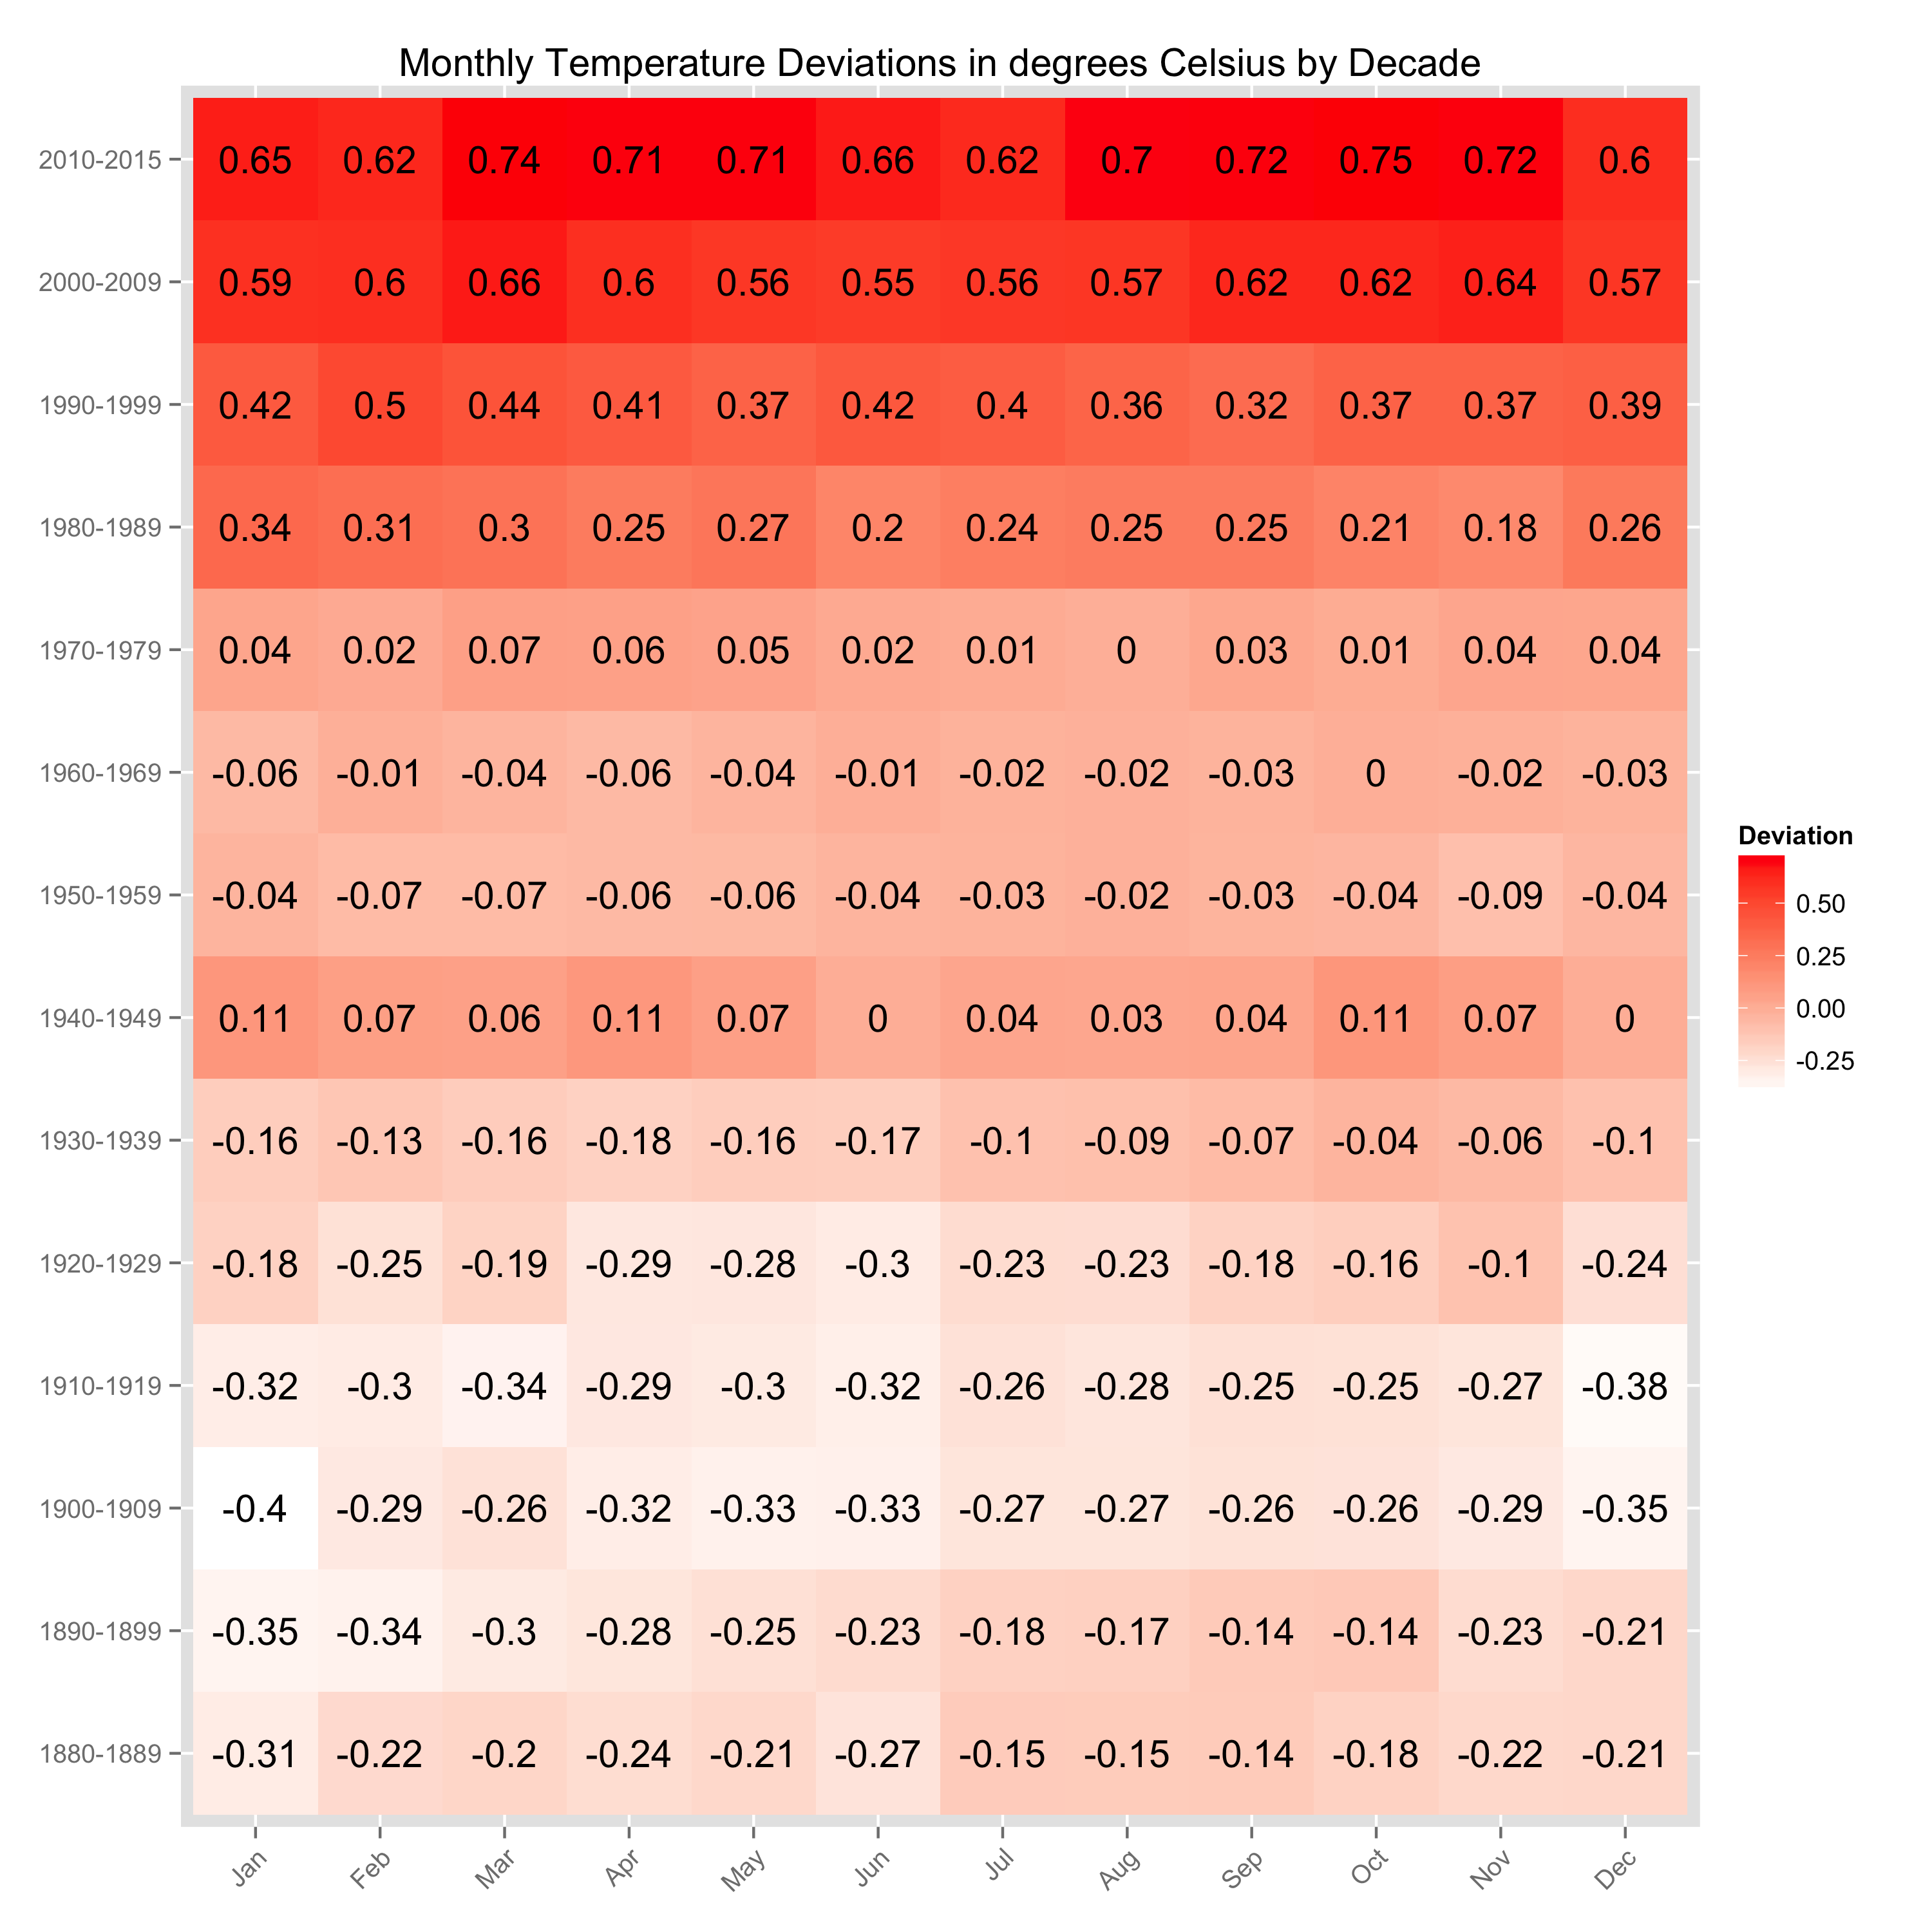 Monthly Temperature Deviations in degrees Celsius by Decade
2010-2015 0.65 0.62 0.74 0.71 0.71 0.66 0.62 0.7 0.72 0.75 0.72 0.6
2000-2009 0.59 0.6 0.66 0.6 0.56 0.55 0.56 0.57 0.62 0.62 0.64 0.57
1990-1999 0.42 0.5 0.44 0.41 0.37 0.42 0.4 0.36 0.32 0.37 0.37 0.39
1980-1989 0.34 0.31 0.3 0.25 0.27 0.2 0.24 0.25 0.25 0.21 0.18 0.26
1970-1979 0.04 0.02 0.07 0.06 0.05 0.02 0.01 0 0.03 0.01 0.04 0.04
1960-1969 -0.06 -0.01 -0.04 -0.06 -0.04 -0.01 -0.02 -0.02 -0.03 0 -0.02 -0.03
1950-1959 -0.04 -0.07 -0.07 -0.06 -0.06 -0.04 -0.03 -0.02 -0.03 -0.04 -0.09 -0.04
1940-1949 0.11 0.07 0.06 0.11 0.07 0 0.04 0.03 0.04 0.11 0.07 0
1930-1939 -0.16 -0.13 -0.16 -0.18 -0.16 -0.17 -0.1 -0.09 -0.07 -0.04 -0.06 -0.1
1920-1929 -0.18 -0.25 -0.19 -0.29 -0.28 -0.3 -0.23 -0.23 -0.18 -0.16 -0.1 -0.24
1910-1919 -0.32 -0.3 -0.34 -0.29 -0.3 -0.32 -0.26 -0.28 -0.25 -0.25 -0.27 -0.38
1900-1909 -0.4 -0.29 -0.26 -0.32 -0.33 -0.33 -0.27 -0.27 -0.26 -0.26 -0.29 -0.35
1890-1899 -0.35 -0.34 -0.3 -0.28 -0.25 -0.23 -0.18 -0.17 -0.14 -0.14 -0.23 -0.21
1880-1889 -0.31 -0.22 -0.2 -0.24 -0.21 -0.27 -0.15 -0.15 -0.14 -0.18 -0.22 -0.21
Jan Feb Mar Apr May Jun Jul Aug Sep Oct Nov Dec
Deviation
0.50
0.25
0.00
-0.25